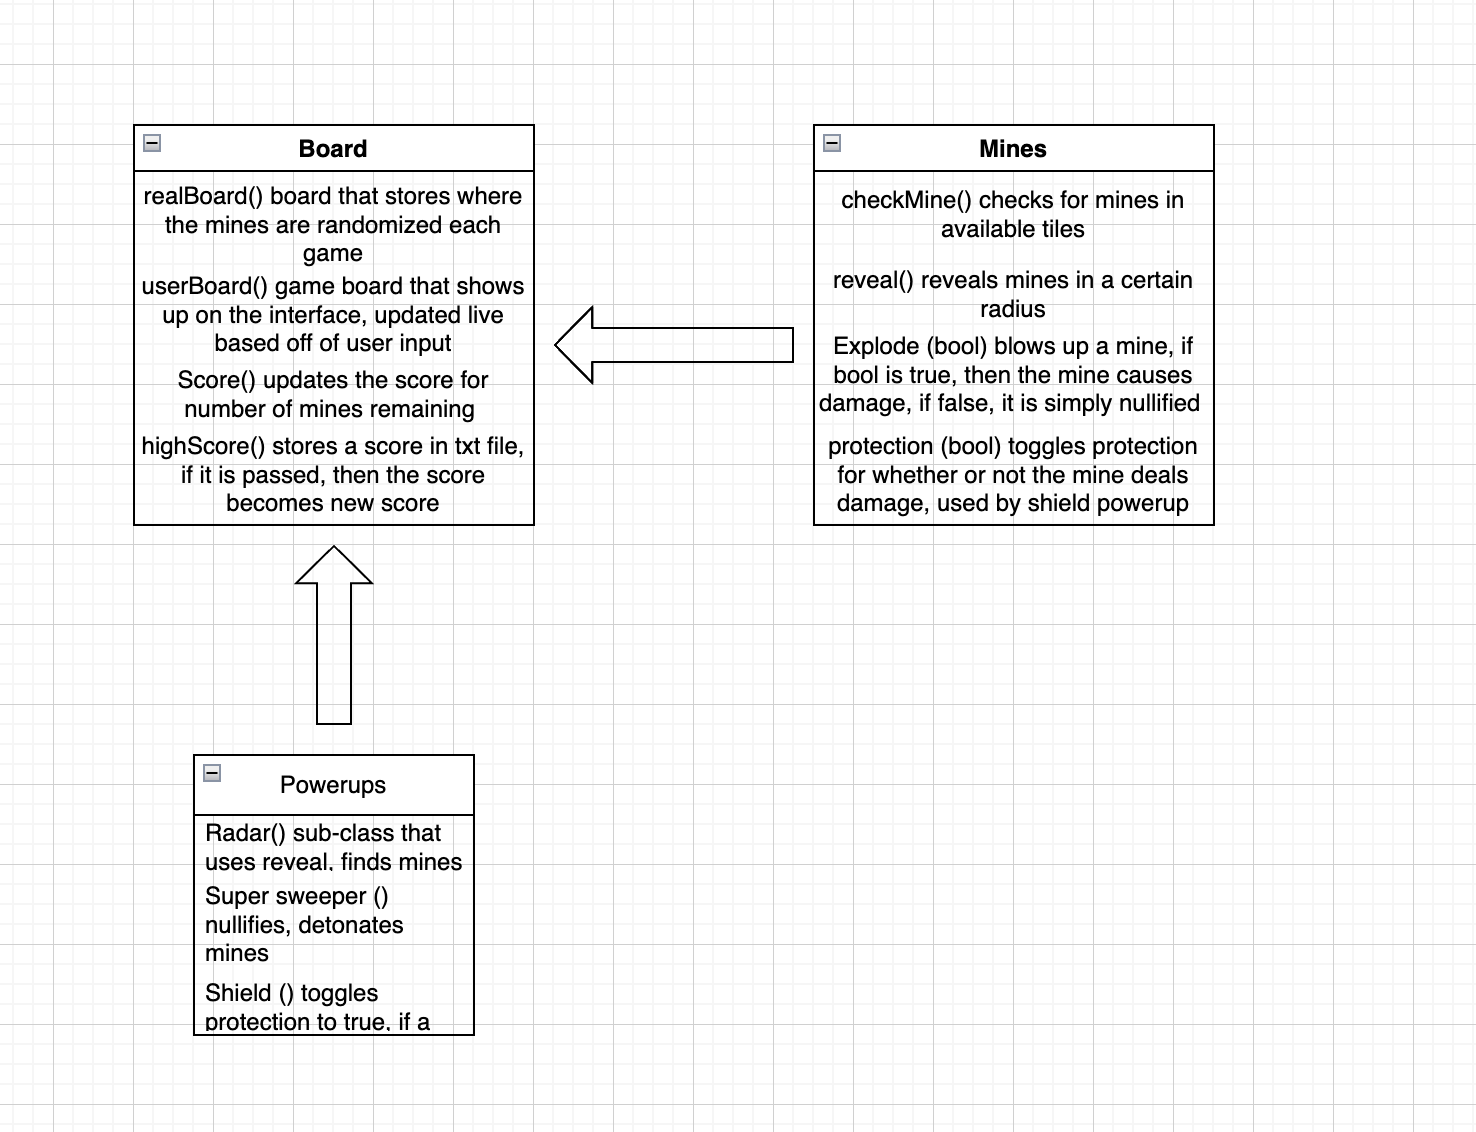 Board
realBoard() board that stores where
the mines are randomized each
game
userBoard() game board that shows
up on the interface, updated live
based off of user input
Score() updates the score for
number of mines remaining
highScore() stores a score in txt file,
if it is passed, then the score
becomes new score
Mines
checkMine() checks for mines in
available tiles
reveal() reveals mines in a certain
radius
Explode (bool) blows up a mine, if
bool is true, then the mine causes
damage, if false, it is simply nullified
protection (bool) toggles protection
for whether or not the mine deals
damage, used by shield powerup
Powerups
Radar() sub-class that
uses reveal, finds mines
Super sweeper ()
nullifies, detonates
mines
Shield () toggles
protection to true, if a